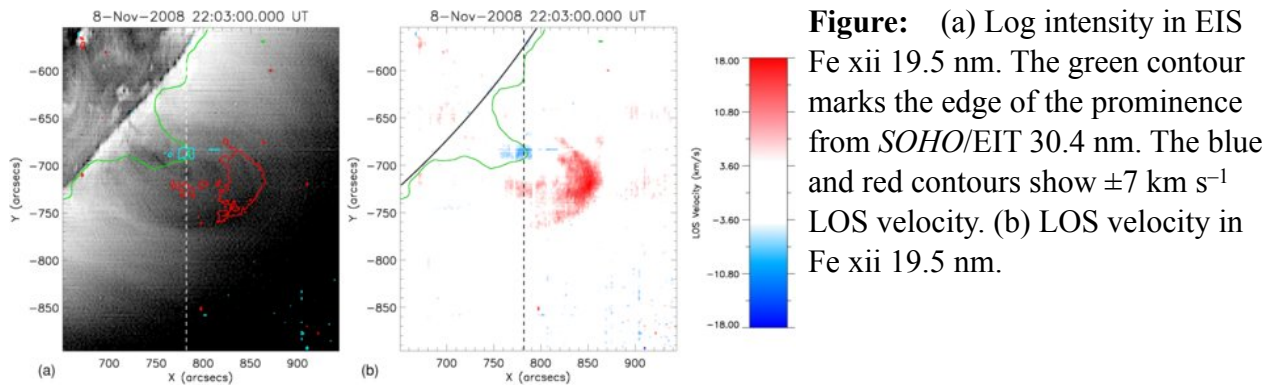 8-Nov-2008 22:03:00.000 UT
−600
−650
−700
−750
−800
−850
Y (arcsecs)
700 750 800 850 900
X (arcsecs)
(a)
8-Nov-2008 22:03:00.000 UT
−600
−650
−700
−750
−800
−850
Y (arcsecs)
700 750 800 850 900
X (arcsecs)
(b)
18.00
10.80
3.60
−3.60
−10.80
−18.00
LOS Velocity (km/s)
Figure: (a) Log intensity in EIS
Fe xii 19.5 nm. The green contour
marks the edge of the prominence
from SOHO/EIT 30.4 nm. The blue
and red contours show ±7 km s–1
LOS velocity. (b) LOS velocity in
Fe xii 19.5 nm.